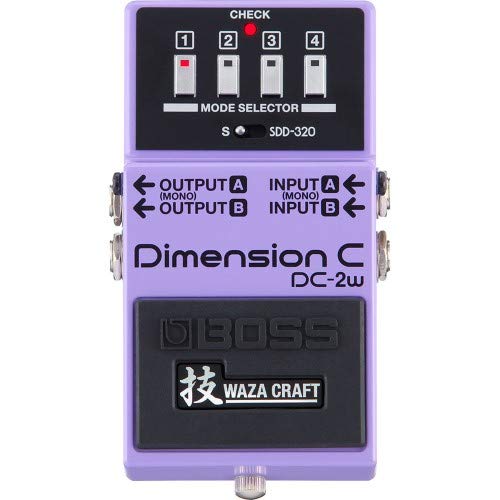 CHECK
1 2 3 4
MODE SELECTOR
S SDD-320
OUTPUT A INPUT A
(MONO) (MONO)
OUTPUT B INPUT B
Dimension C
DC-2w
BOSS
技 WAZA CRAFT